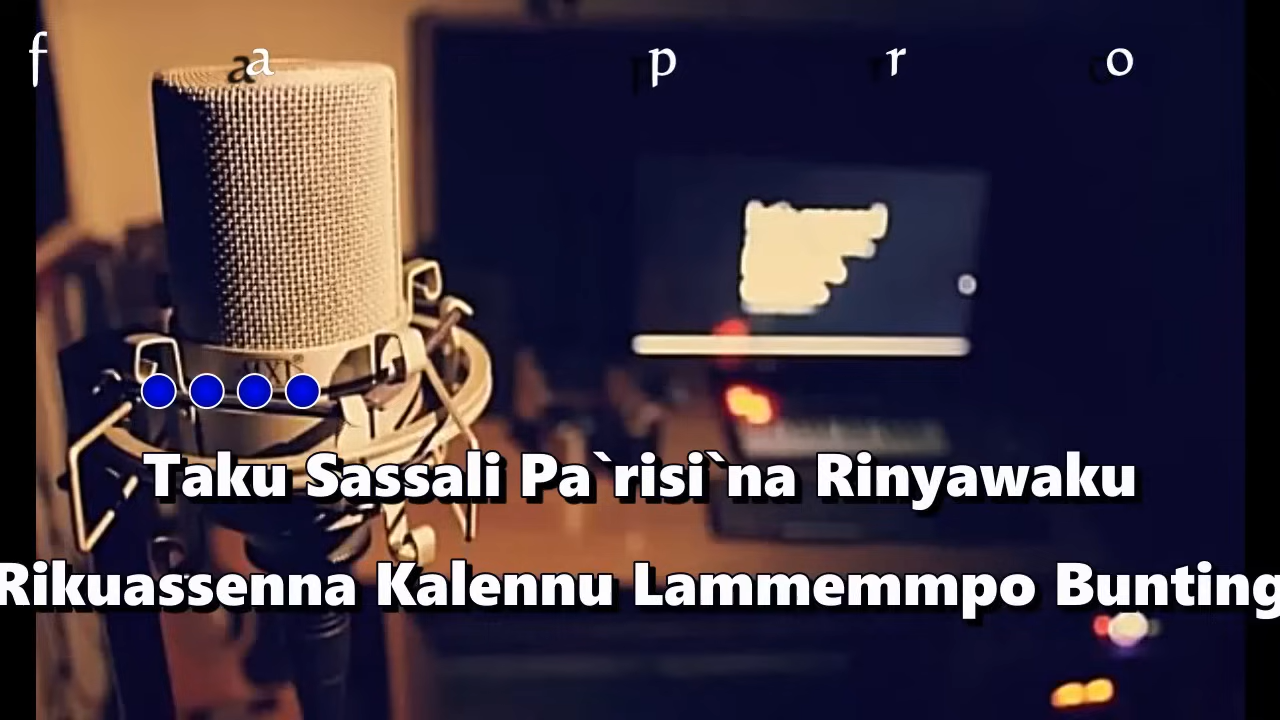 f a p r o
Taku Sassali Pa`risi`na Rinyawaku
Rikuassenna Kalennu Lammemmpo Bunting